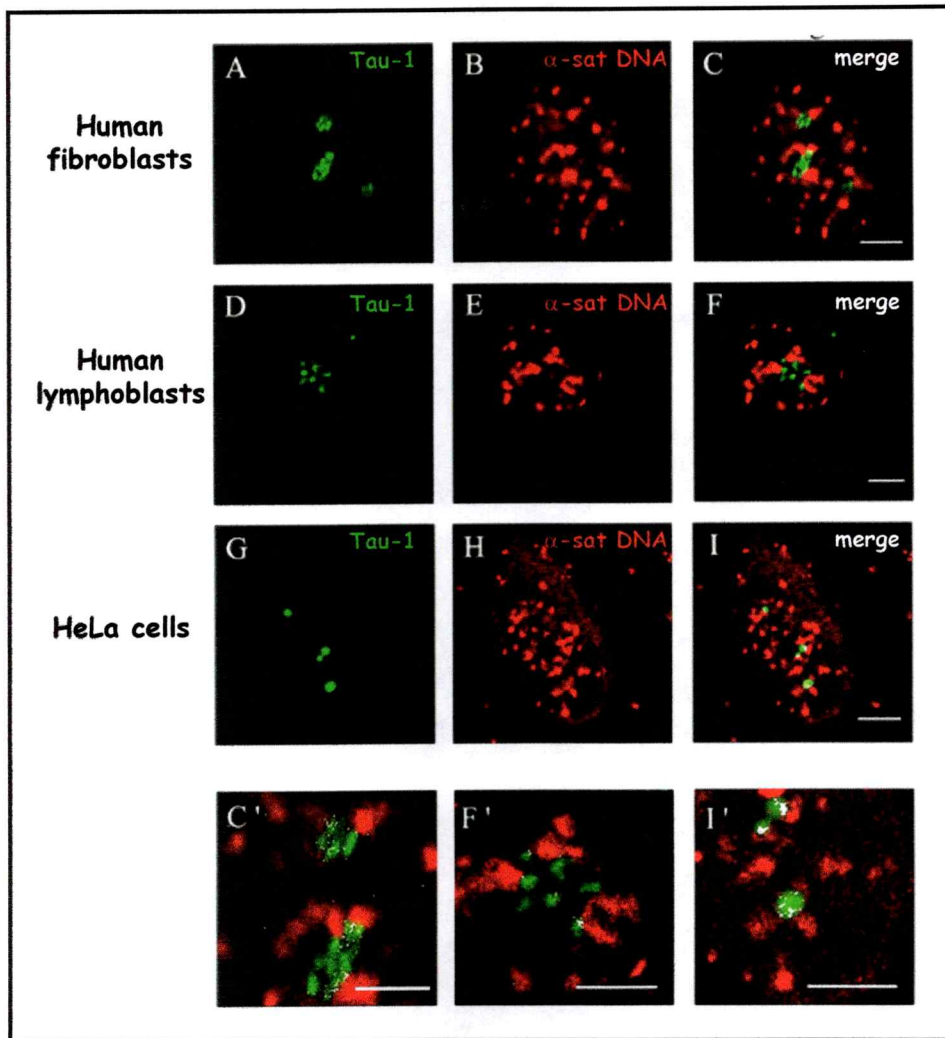 A Tau-1
B α-sat DNA
C merge
Human
fibroblasts
D Tau-1
E α-sat DNA
F merge
Human
lymphoblasts
G Tau-1
H α-sat DNA
I merge
HeLa cells
C'
F'
I'